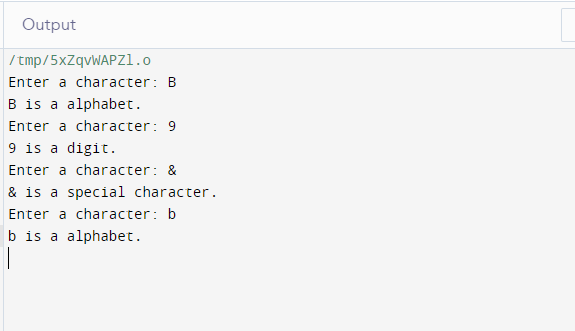 Output
/tmp/5xZqvWAPZl.o
Enter a character: B
B is a alphabet.
Enter a character: 9
9 is a digit.
Enter a character: &
& is a special character.
Enter a character: b
b is a alphabet.